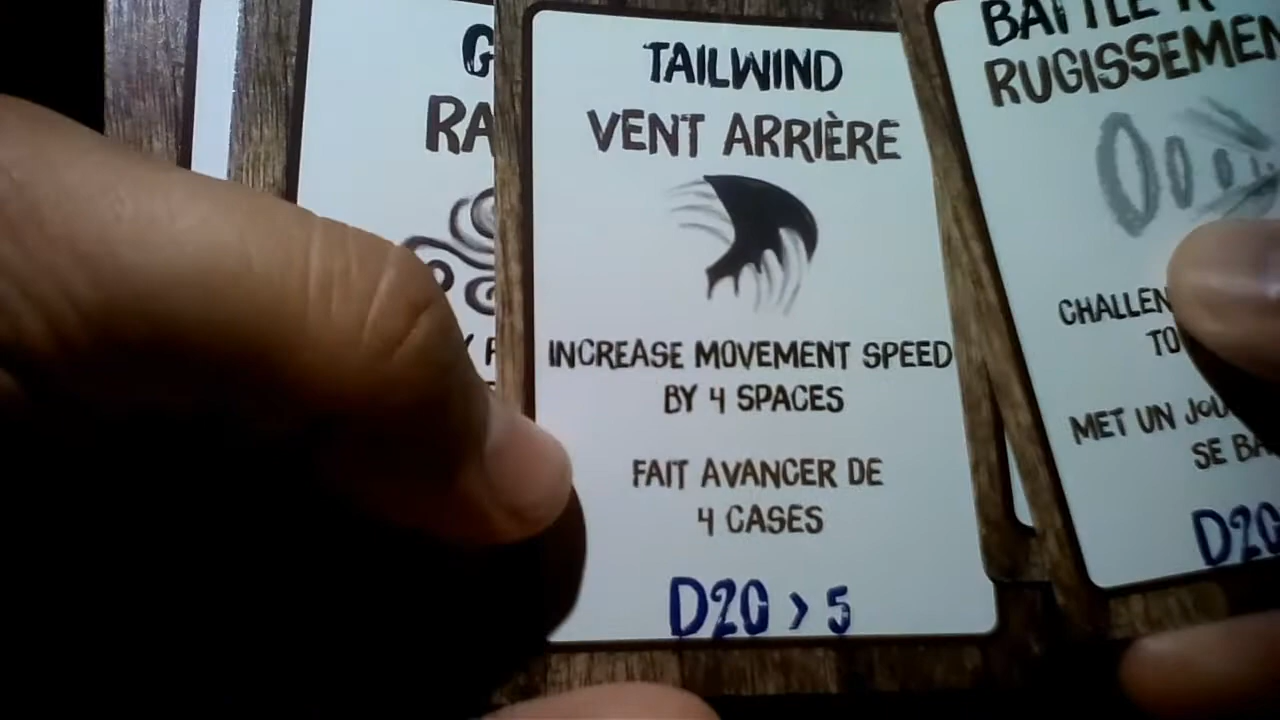 TAILWIND
VENT ARRIÈRE
INCREASE MOVEMENT SPEED
BY 4 SPACES
FAIT AVANCER DE
4 CASES
D20 > 5
BATTLE
RUGISSEMEN
CHALLEN
TO
MET UN JOU
SE BA
D20
G
RA